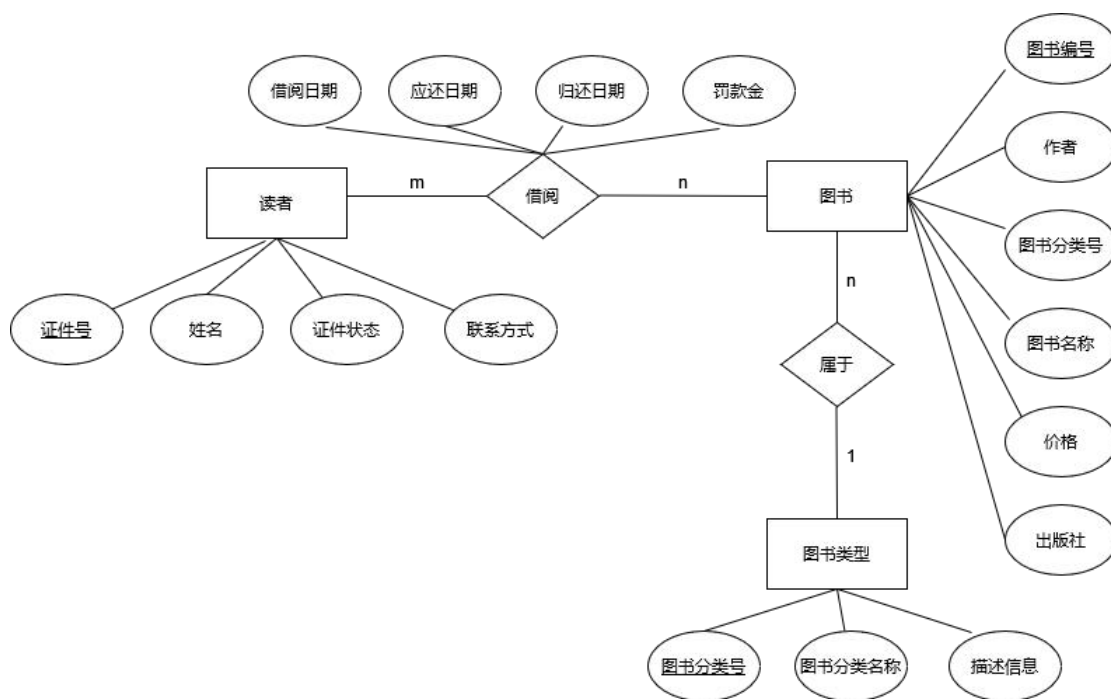 图书编号
借阅日期
应还日期
归还日期
罚款金
作者
m
n
读者
借阅
图书
图书分类号
n
证件号
姓名
证件状态
联系方式
图书名称
属于
价格
1
出版社
图书类型
图书分类号
图书分类名称
描述信息